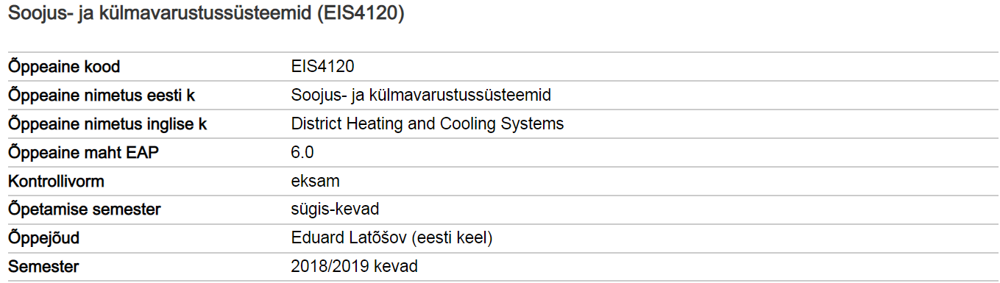 Soojus- ja külmavarustussüsteemid (EIS4120)
Õppeaine kood EIS4120
Õppeaine nimetus eesti k Soojus- ja külmavarustussüsteemid
Õppeaine nimetus inglise k District Heating and Cooling Systems
Õppeaine maht EAP 6.0
Kontrollivorm eksam
Õpetamise semester sügis-kevad
Õppejõud Eduard Latõšov (eesti keel)
Semester 2018/2019 kevad